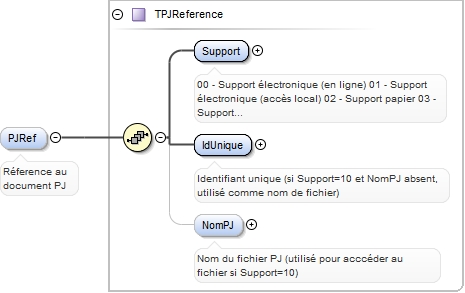 TPJReference
Support
00 - Support électronique (en ligne) 01 - Support
électronique (accès local) 02 - Support papier 03 -
Support...
PJRef
Réference au
document PJ
IdUnique
Identifiant unique (si Support=10 et NomPJ absent,
utilisé comme nom de fichier)
NomPJ
Nom du fichier PJ (utilisé pour acccéder au
fichier si Support=10)